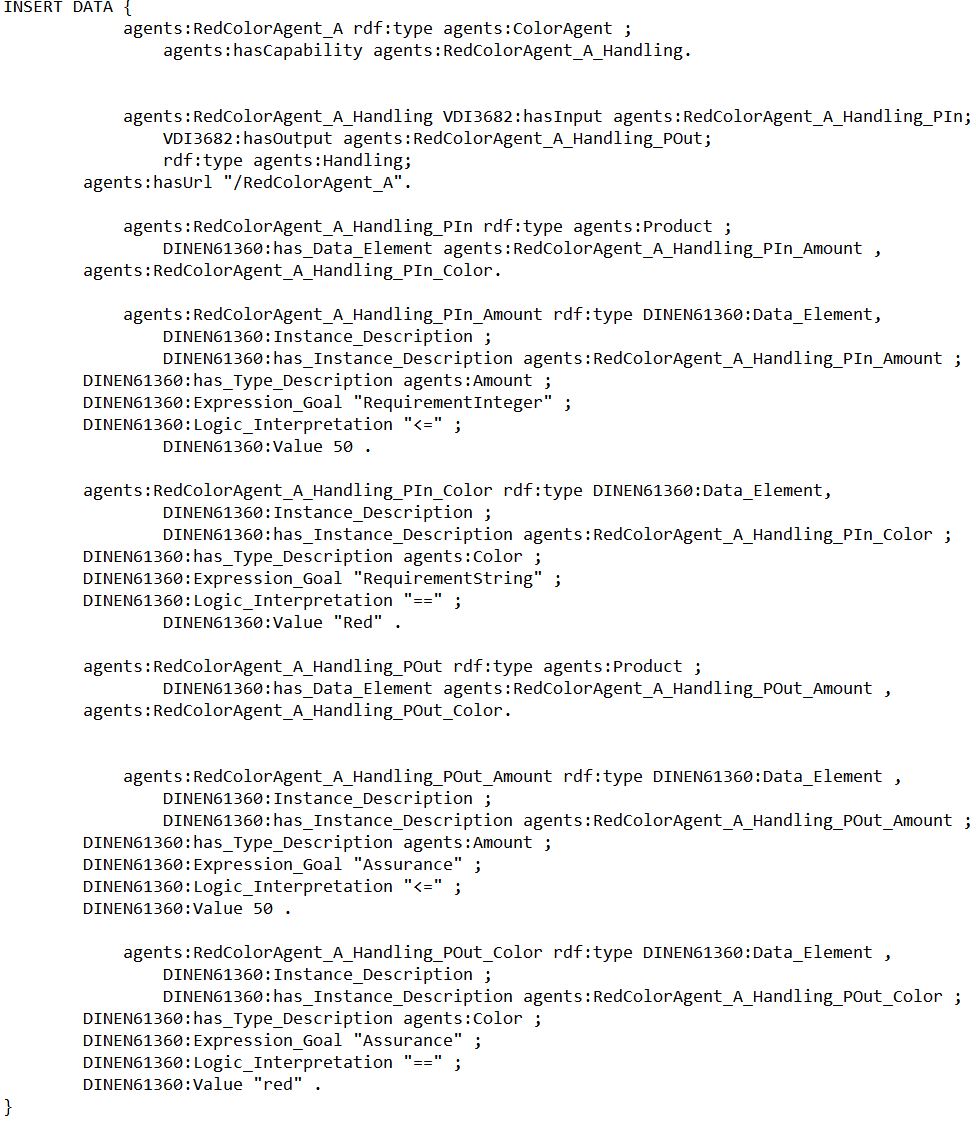 INSERT DATA {
agents:RedColorAgent_A rdf:type agents:ColorAgent ;
agents:hasCapability agents:RedColorAgent_A_Handling.
agents:RedColorAgent_A_Handling VDI3682:hasInput agents:RedColorAgent_A_Handling_PIn;
VDI3682:hasOutput agents:RedColorAgent_A_Handling_POut;
rdf:type agents:Handling;
agents:hasUrl "/RedColorAgent_A".
agents:RedColorAgent_A_Handling_PIn rdf:type agents:Product ;
DINEN61360:has_Data_Element agents:RedColorAgent_A_Handling_PIn_Amount ,
agents:RedColorAgent_A_Handling_PIn_Color.
agents:RedColorAgent_A_Handling_PIn_Amount rdf:type DINEN61360:Data_Element,
DINEN61360:Instance_Description ;
DINEN61360:has_Instance_Description agents:RedColorAgent_A_Handling_PIn_Amount ;
DINEN61360:has_Type_Description agents:Amount ;
DINEN61360:Expression_Goal "RequirementInteger" ;
DINEN61360:Logic_Interpretation "<=" ;
DINEN61360:Value 50 .
agents:RedColorAgent_A_Handling_PIn_Color rdf:type DINEN61360:Data_Element,
DINEN61360:Instance_Description ;
DINEN61360:has_Instance_Description agents:RedColorAgent_A_Handling_PIn_Color ;
DINEN61360:has_Type_Description agents:Color ;
DINEN61360:Expression_Goal "RequirementString" ;
DINEN61360:Logic_Interpretation "==" ;
DINEN61360:Value "Red" .
agents:RedColorAgent_A_Handling_POut rdf:type agents:Product ;
DINEN61360:has_Data_Element agents:RedColorAgent_A_Handling_POut_Amount ,
agents:RedColorAgent_A_Handling_POut_Color.
agents:RedColorAgent_A_Handling_POut_Amount rdf:type DINEN61360:Data_Element ,
DINEN61360:Instance_Description ;
DINEN61360:has_Instance_Description agents:RedColorAgent_A_Handling_POut_Amount ;
DINEN61360:has_Type_Description agents:Amount ;
DINEN61360:Expression_Goal "Assurance" ;
DINEN61360:Logic_Interpretation "<=" ;
DINEN61360:Value 50 .
agents:RedColorAgent_A_Handling_POut_Color rdf:type DINEN61360:Data_Element ,
DINEN61360:Instance_Description ;
DINEN61360:has_Instance_Description agents:RedColorAgent_A_Handling_POut_Color ;
DINEN61360:has_Type_Description agents:Color ;
DINEN61360:Expression_Goal "Assurance" ;
DINEN61360:Logic_Interpretation "==" ;
DINEN61360:Value "red" .
}